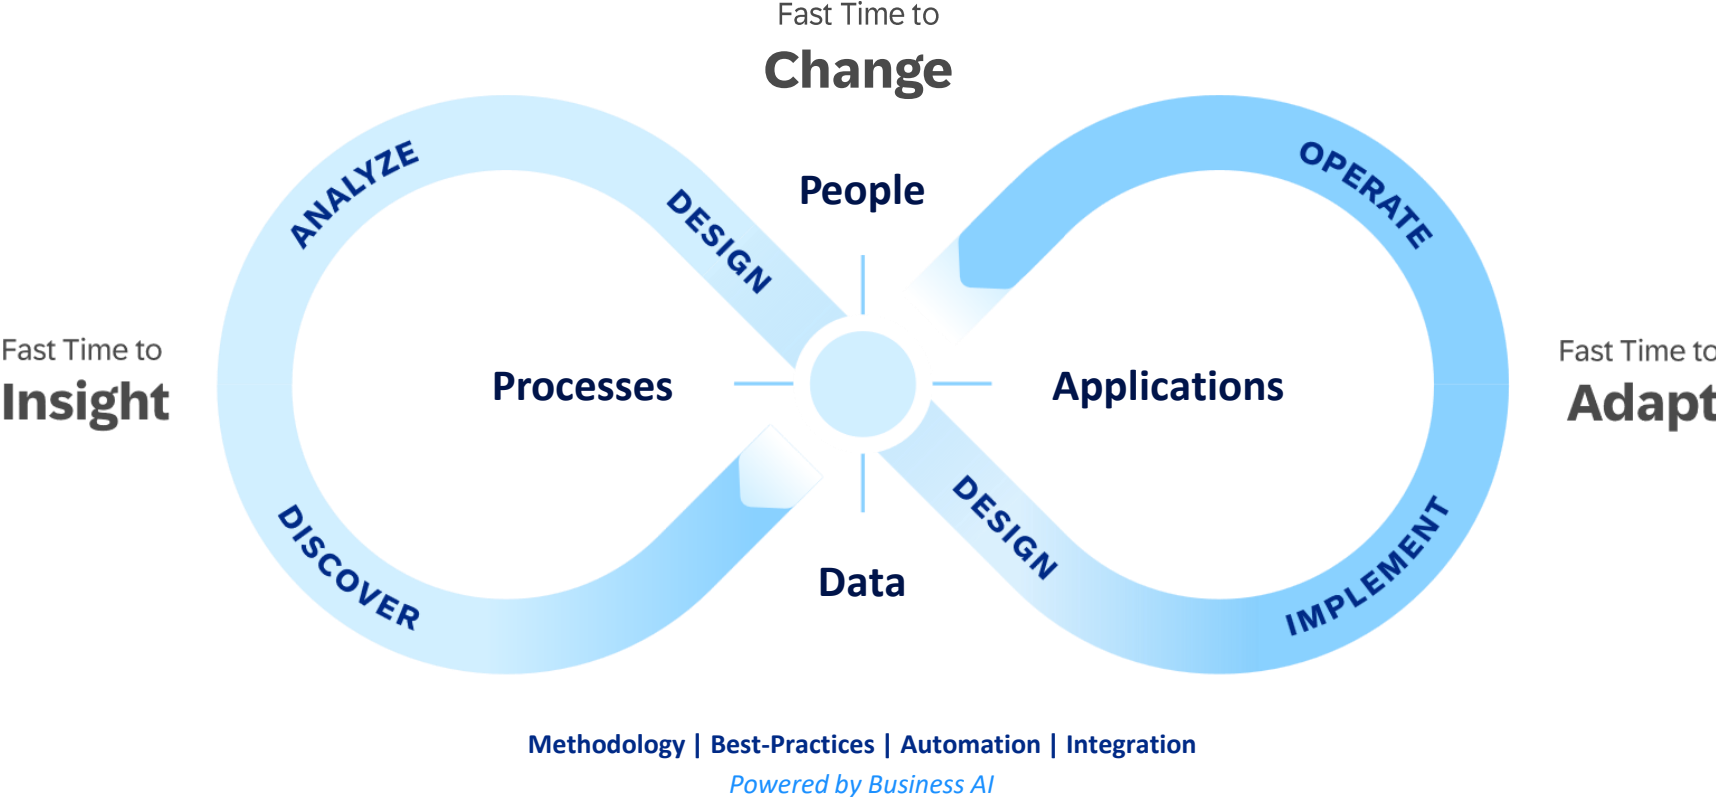 Fast Time to
Change
ANALYZE
OPERATE
People
DESIGN
Fast Time to
Insight
Processes
Applications
Fast Time to
Adapt
DISCOVER
DESIGN
IMPLEMENT
Data
Methodology | Best-Practices | Automation | Integration
Powered by Business AI